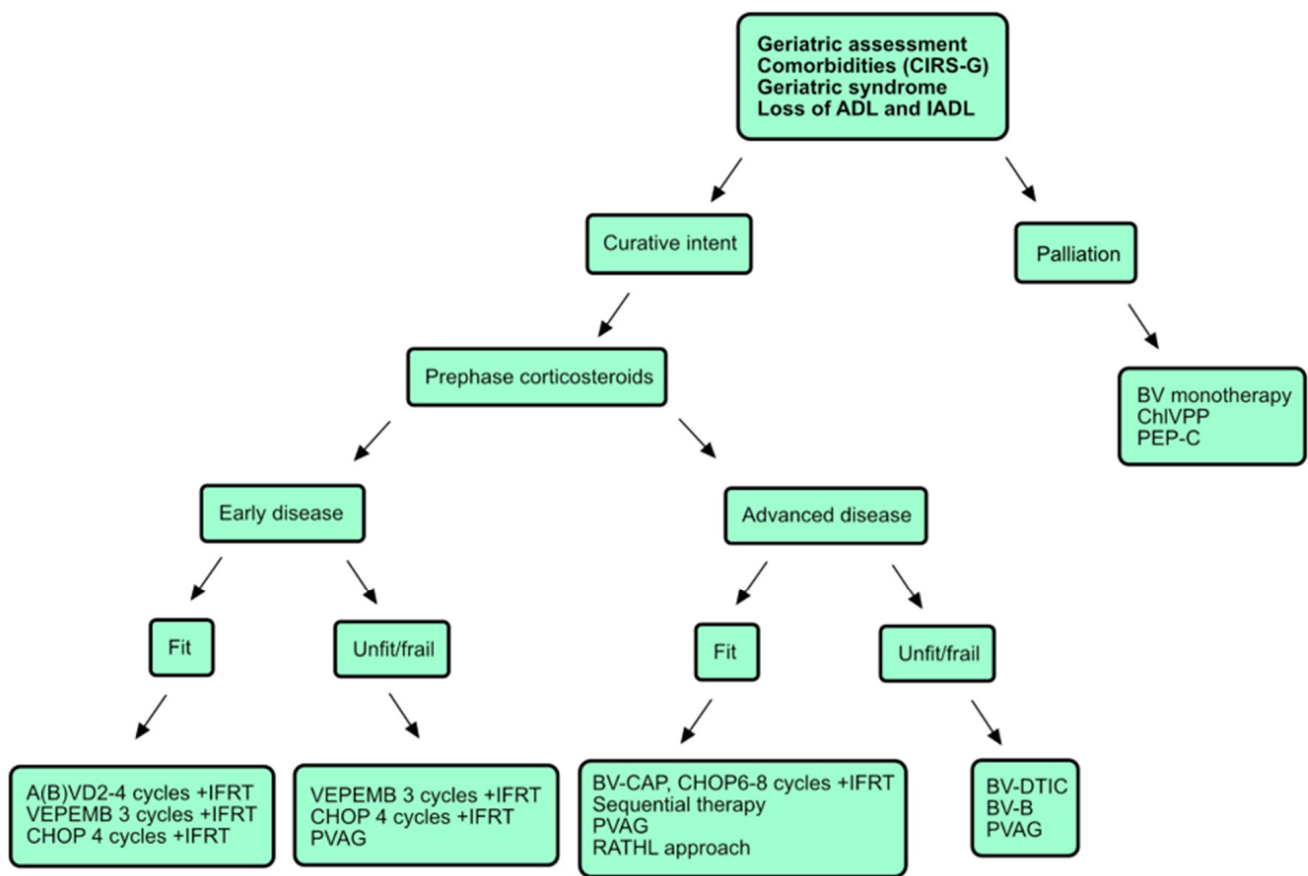 Geriatric assessment
Comorbidities (CIRS-G)
Geriatric syndrome
Loss of ADL and IADL
Curative intent
Palliation
Prephase corticosteroids
BV monotherapy
ChlVPP
PEP-C
Early disease
Advanced disease
Fit
Unfit/frail
Fit
Unfit/frail
A(B)VD2-4 cycles +IFRT
VEPEMB 3 cycles +IFRT
CHOP 4 cycles +IFRT
VEPEMB 3 cycles +IFRT
CHOP 4 cycles +IFRT
PVAG
BV-CAP, CHOP6-8 cycles +IFRT
Sequential therapy
PVAG
RATHL approach
BV-DTIC
BV-B
PVAG